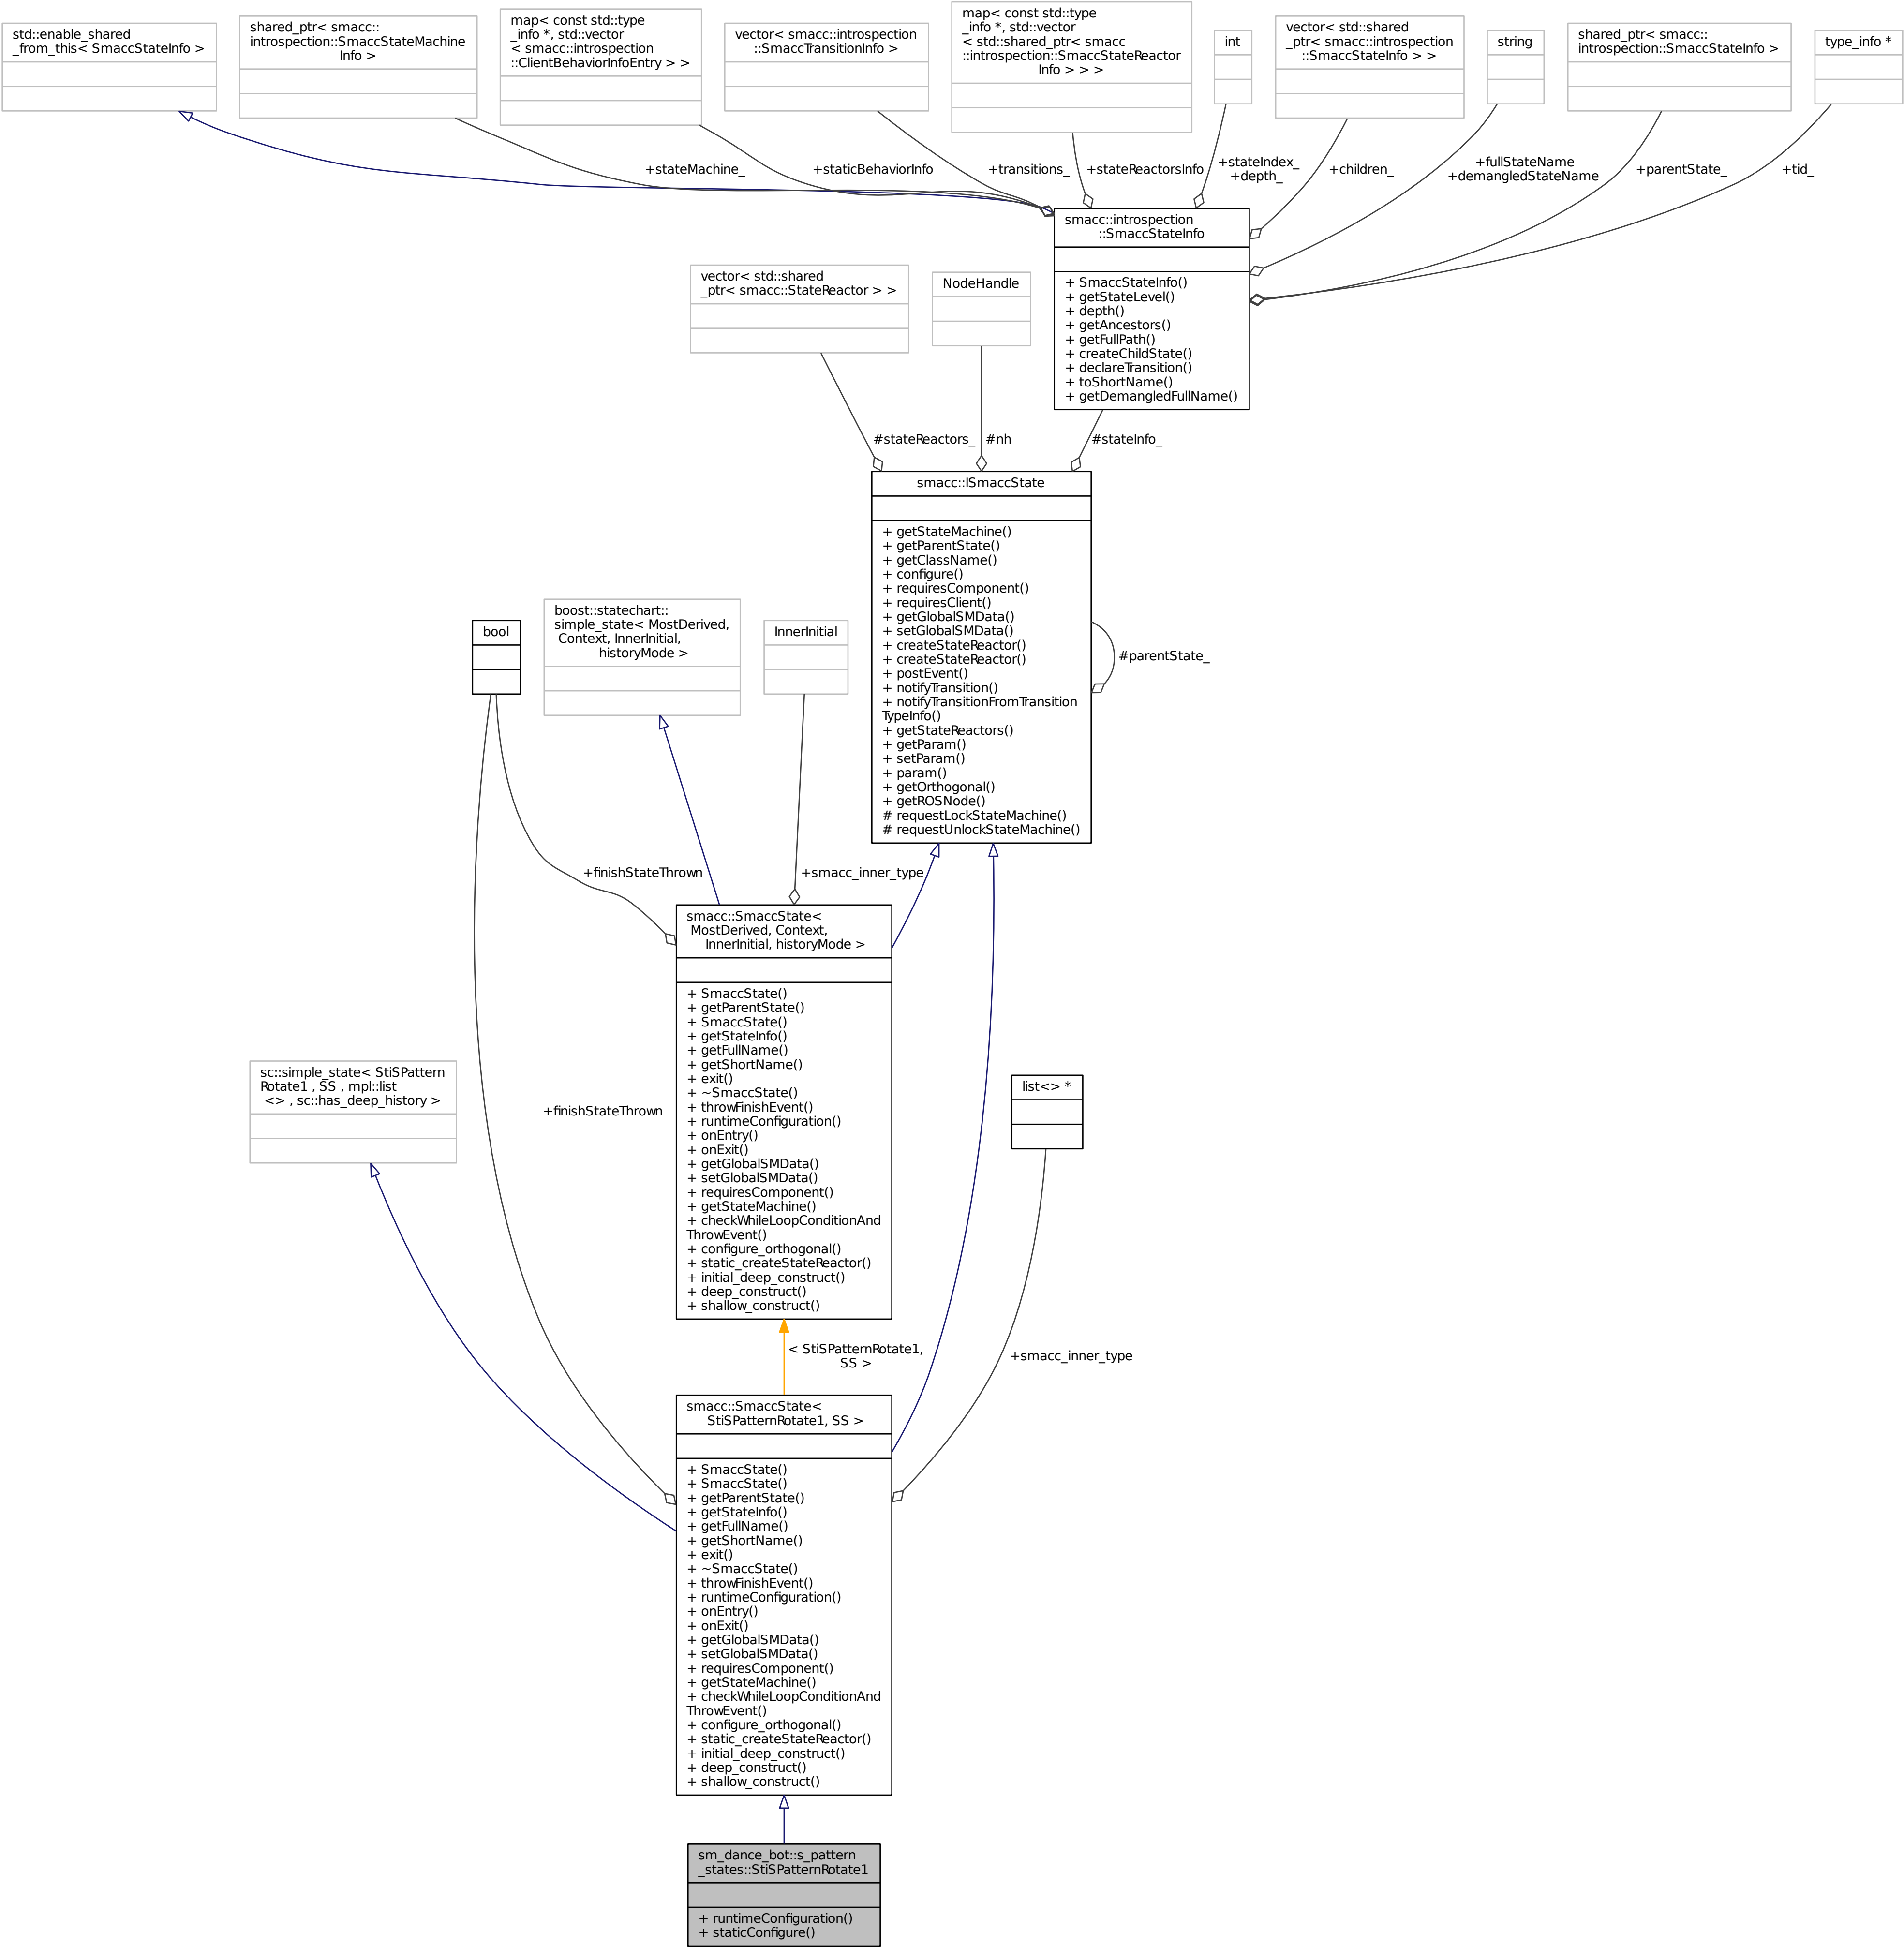 std::enable_shared
_from_this< SmaccStateInfo >
shared_ptr< smacc::
introspection::SmaccStateMachine
Info >
map< const std::type
_info *, std::vector
< smacc::introspection
::ClientBehaviorInfoEntry > >
vector< smacc::introspection
::SmaccTransitionInfo >
map< const std::type
_info *, std::vector
< std::shared_ptr< smacc
::introspection::SmaccStateReactor
Info > > >
int
vector< std::shared
_ptr< smacc::introspection
::SmaccStateInfo > >
string
shared_ptr< smacc::
introspection::SmaccStateInfo >
type_info *
+stateMachine_
+staticBehaviorInfo
+transitions_
+stateReactorsInfo
+stateIndex_
+depth_
+children_
+fullStateName
+demangledStateName
+parentState_
+tid_
smacc::introspection
::SmaccStateInfo
+ SmaccStateInfo()
+ getStateLevel()
+ depth()
+ getAncestors()
+ getFullPath()
+ createChildState()
+ declareTransition()
+ toShortName()
+ getDemangledFullName()
vector< std::shared
_ptr< smacc::StateReactor > >
NodeHandle
#stateReactors_
#nh
#stateInfo_
smacc::ISmaccState
+ getStateMachine()
+ getParentState()
+ getClassName()
+ configure()
+ requiresComponent()
+ requiresClient()
+ getGlobalSMData()
+ setGlobalSMData()
+ createStateReactor()
+ createStateReactor()
+ postEvent()
+ notifyTransition()
+ notifyTransitionFromTransition
TypeInfo()
+ getStateReactors()
+ getParam()
+ setParam()
+ param()
+ getOrthogonal()
+ getROSNode()
# requestLockStateMachine()
# requestUnlockStateMachine()
#parentState_
bool
boost::statechart::
simple_state< MostDerived,
Context, InnerInitial,
historyMode >
InnerInitial
+finishStateThrown
+smacc_inner_type
smacc::SmaccState<
MostDerived, Context,
InnerInitial, historyMode >
+ SmaccState()
+ getParentState()
+ SmaccState()
+ getStateInfo()
+ getFullName()
+ getShortName()
+ exit()
+ ~SmaccState()
+ throwFinishEvent()
+ runtimeConfiguration()
+ onEntry()
+ onExit()
+ getGlobalSMData()
+ setGlobalSMData()
+ requiresComponent()
+ getStateMachine()
+ checkWhileLoopConditionAnd
ThrowEvent()
+ configure_orthogonal()
+ static_createStateReactor()
+ initial_deep_construct()
+ deep_construct()
+ shallow_construct()
sc::simple_state< StiSPattern
Rotate1 , SS , mpl::list
<> , sc::has_deep_history >
+finishStateThrown
list<> *
< StiSPatternRotate1,
SS >
+smacc_inner_type
smacc::SmaccState<
StiSPatternRotate1, SS >
+ SmaccState()
+ SmaccState()
+ getParentState()
+ getStateInfo()
+ getFullName()
+ getShortName()
+ exit()
+ ~SmaccState()
+ throwFinishEvent()
+ runtimeConfiguration()
+ onEntry()
+ onExit()
+ getGlobalSMData()
+ setGlobalSMData()
+ requiresComponent()
+ getStateMachine()
+ checkWhileLoopConditionAnd
ThrowEvent()
+ configure_orthogonal()
+ static_createStateReactor()
+ initial_deep_construct()
+ deep_construct()
+ shallow_construct()
sm_dance_bot::s_pattern
_states::StiSPatternRotate1
+ runtimeConfiguration()
+ staticConfigure()